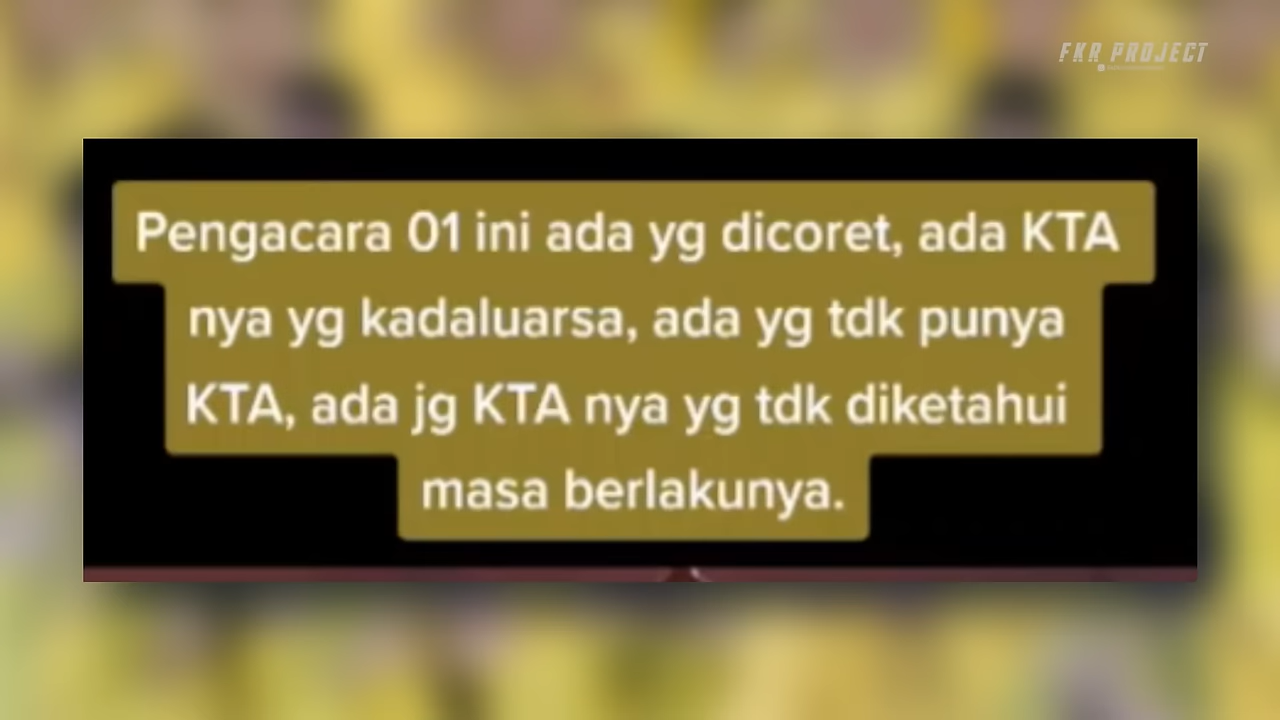 FKR PROJECT
Pengacara 01 ini ada yg dicoret, ada KTA
nya yg kadaluarsa, ada yg tdk punya
KTA, ada jg KTA nya yg tdk diketahui
masa berlakunya.